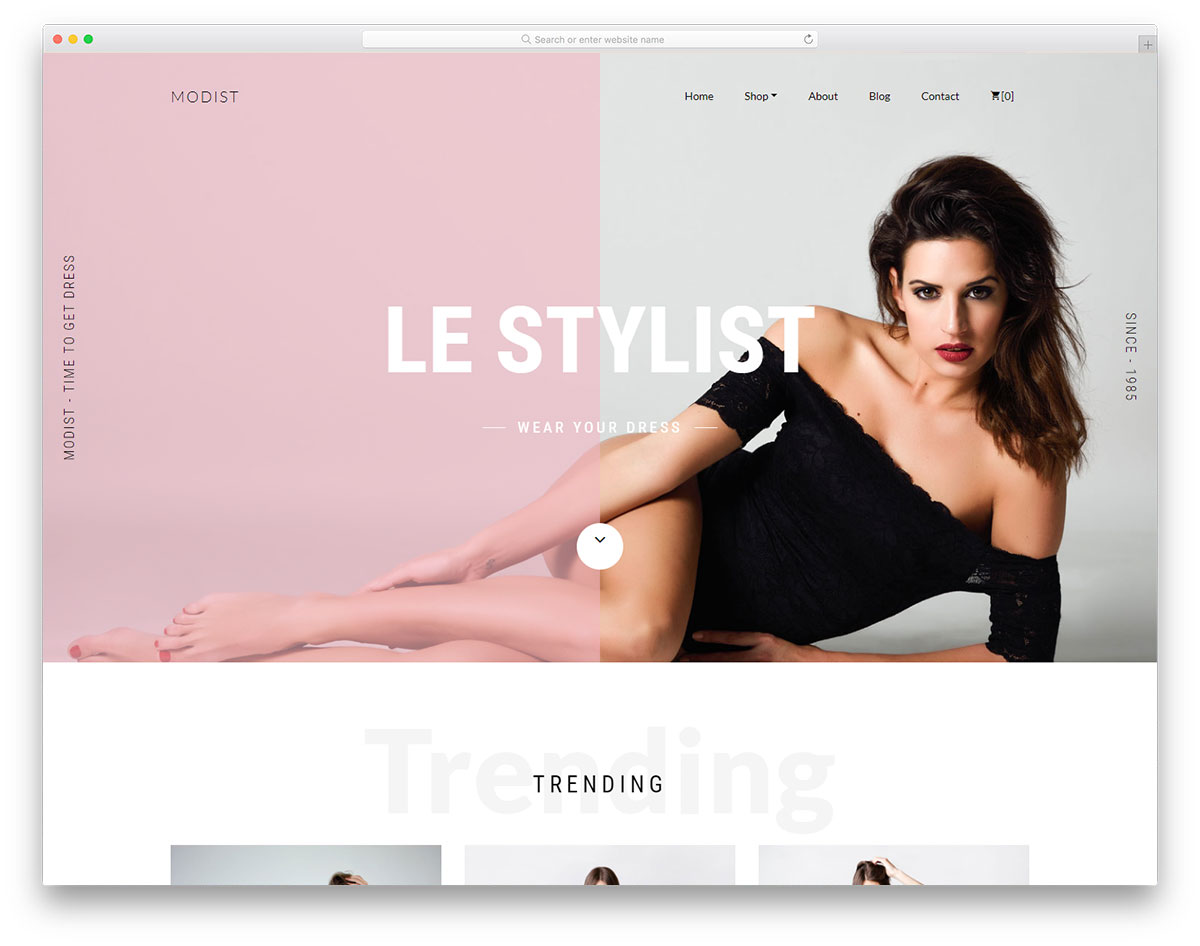 Search or enter website name
MODIST
Home
Shop
About
Blog
Contact
[0]
MODIST - TIME TO GET DRESS
LE STYLIST
WEAR YOUR DRESS
SINCE - 1985
Trending
TRENDING